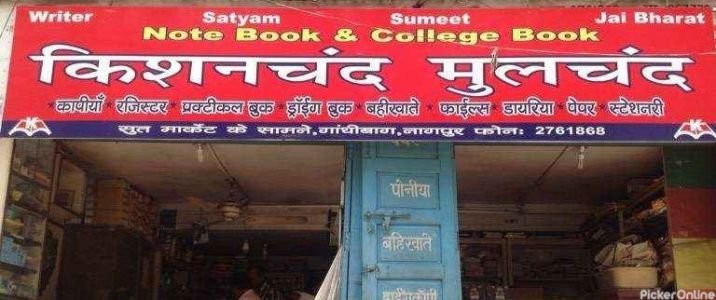 Writer Satyam Sumeet Jai Bharat
Note Book & College Book
किशनचंद मुलचंद
*कापीयाँ *रजिस्टर *प्रक्टीकल बुक *ड्रॉईग बुक *बहीखाते *फाईल्स *डायरिया *पेपर *स्टेशनरी
सुत मार्केट के सामने,गांधीबाग,नागपुर फोन: 2761868
पोनीया
बहिखाते
PickerOnline